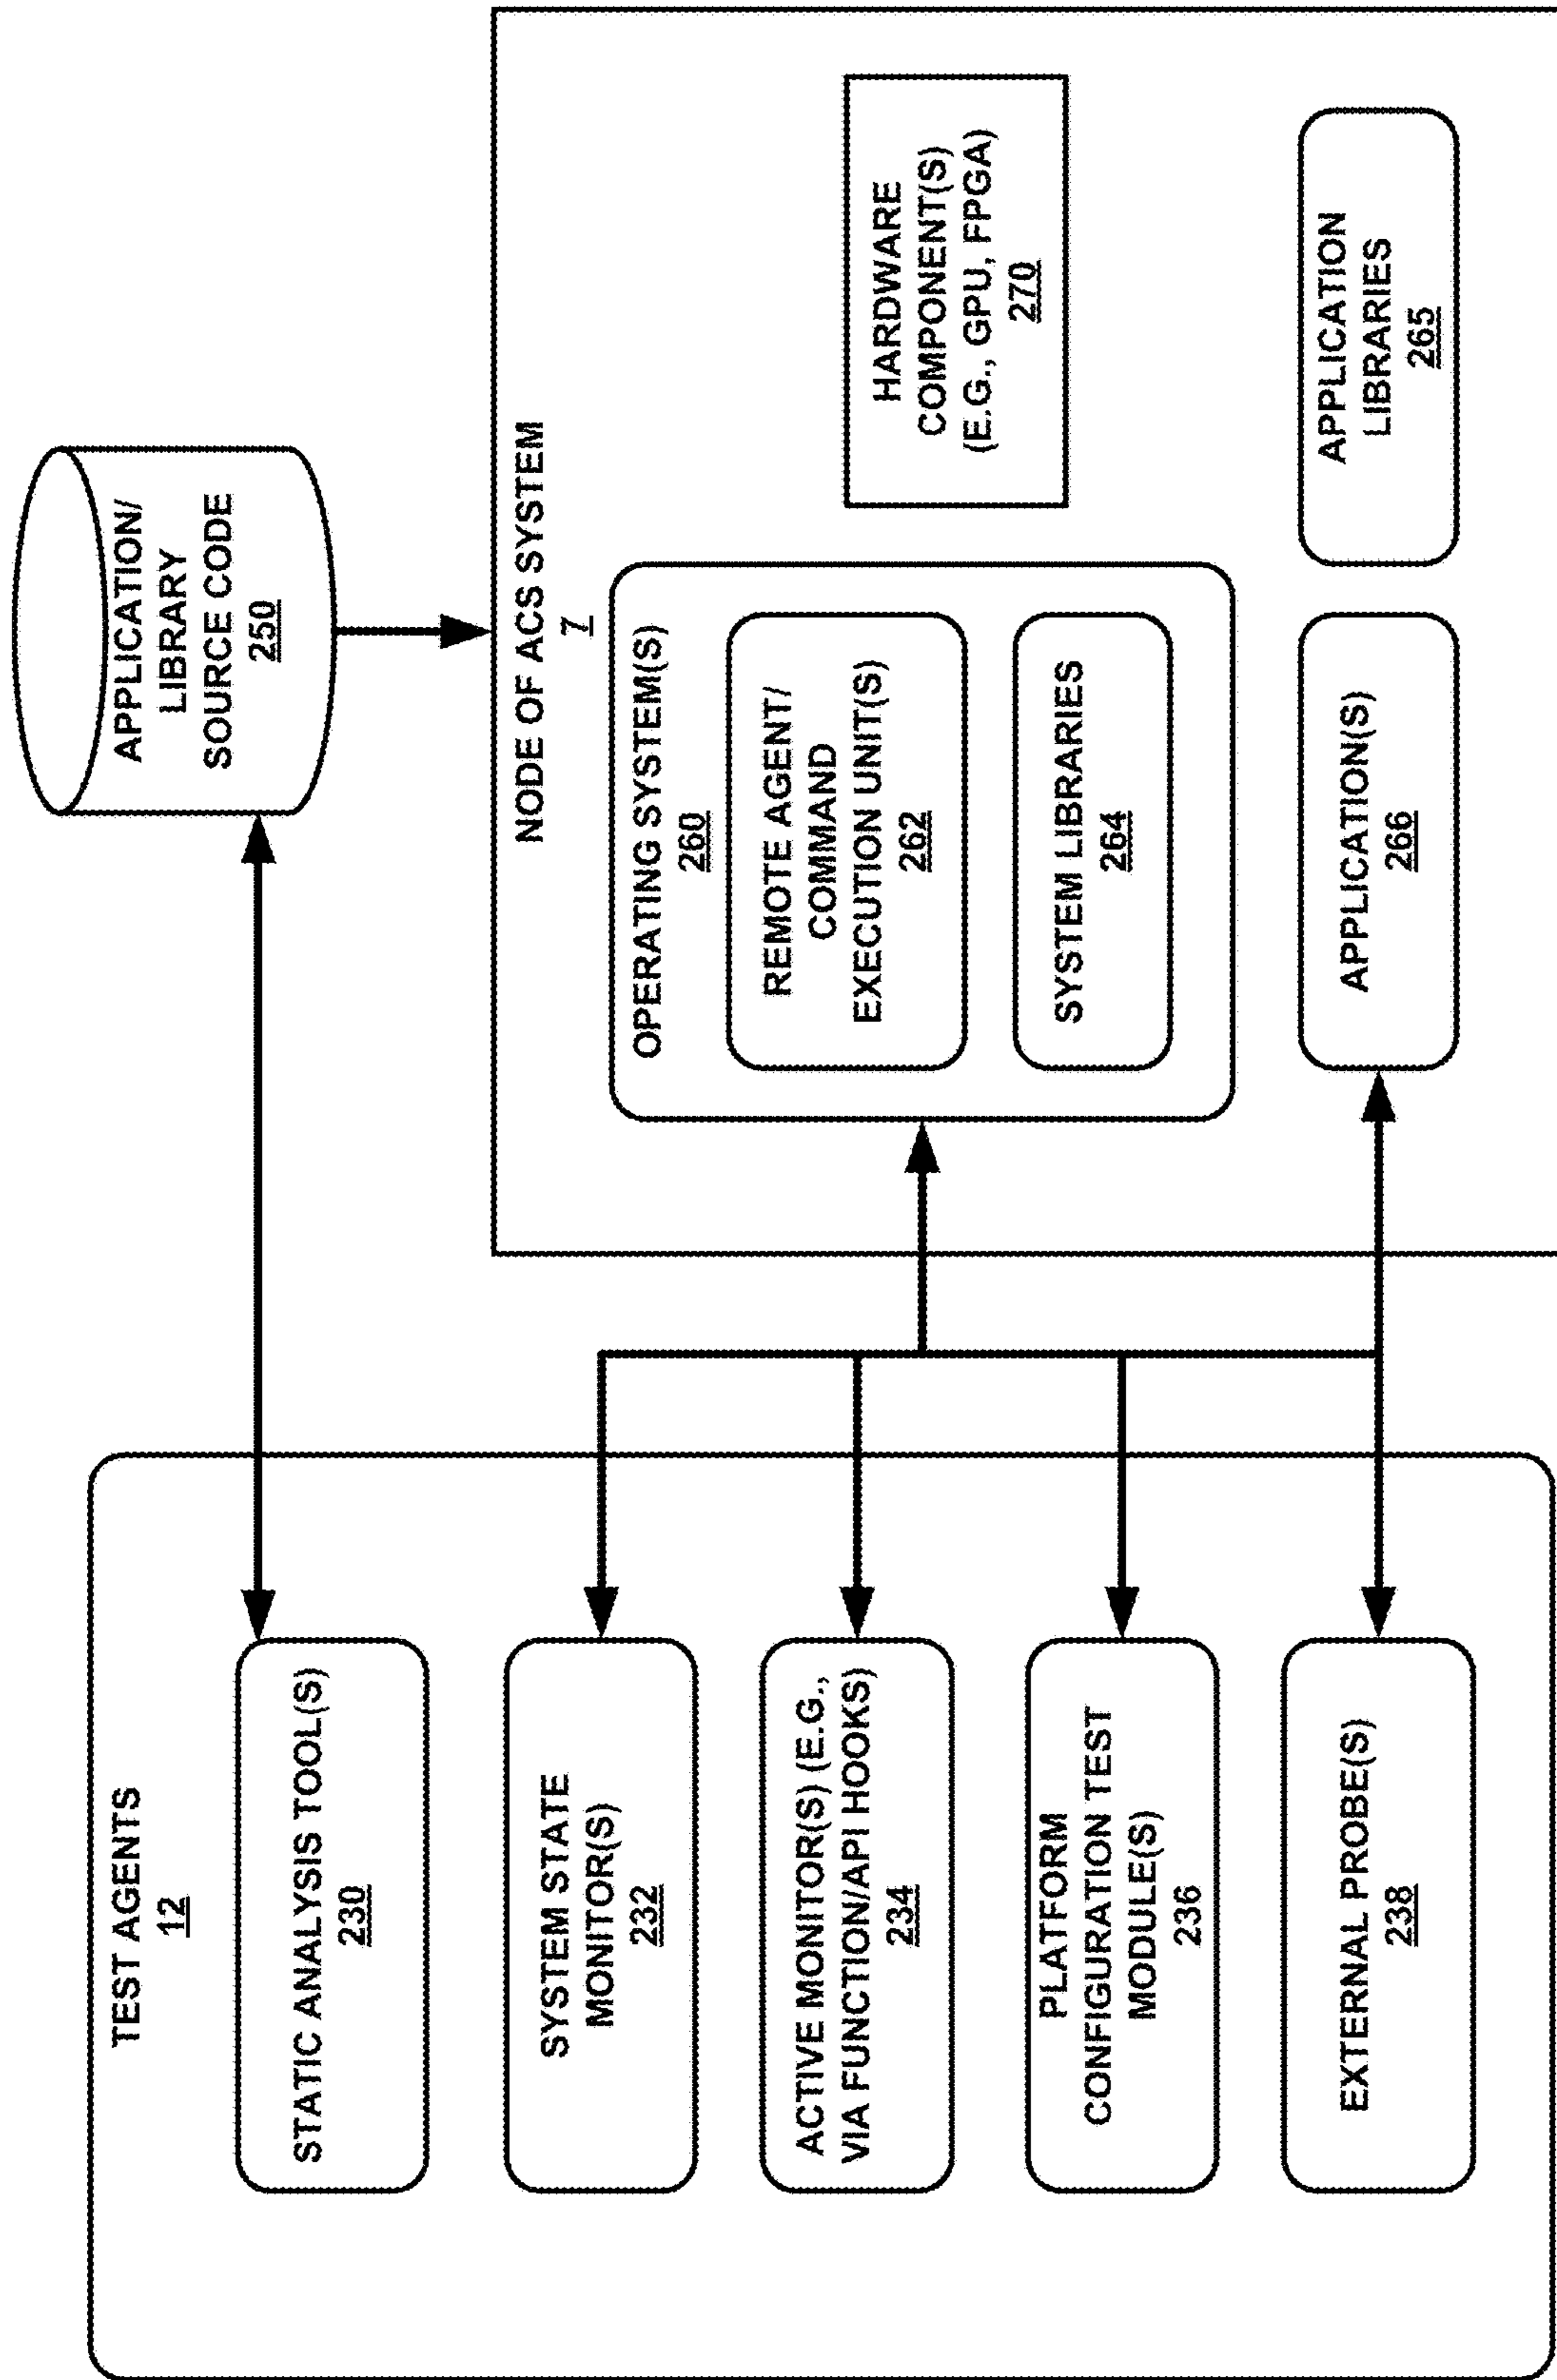 TEST AGENTS
12
STATIC ANALYSIS TOOL(S)
230
SYSTEM STATE
MONITOR(S)
232
ACTIVE MONITOR(S) (E.G.,
VIA FUNCTION/API HOOKS)
234
PLATFORM
CONFIGURATION TEST
MODULE(S)
236
EXTERNAL PROBE(S)
238
APPLICATION/
LIBRARY
SOURCE CODE
250
NODE OF ACS SYSTEM
7
OPERATING SYSTEM(S)
260
REMOTE AGENT/
COMMAND
EXECUTION UNIT(S)
262
SYSTEM LIBRARIES
264
HARDWARE
COMPONENT(S)
(E.G., GPU, FPGA)
270
APPLICATION(S)
266
APPLICATION
LIBRARIES
265